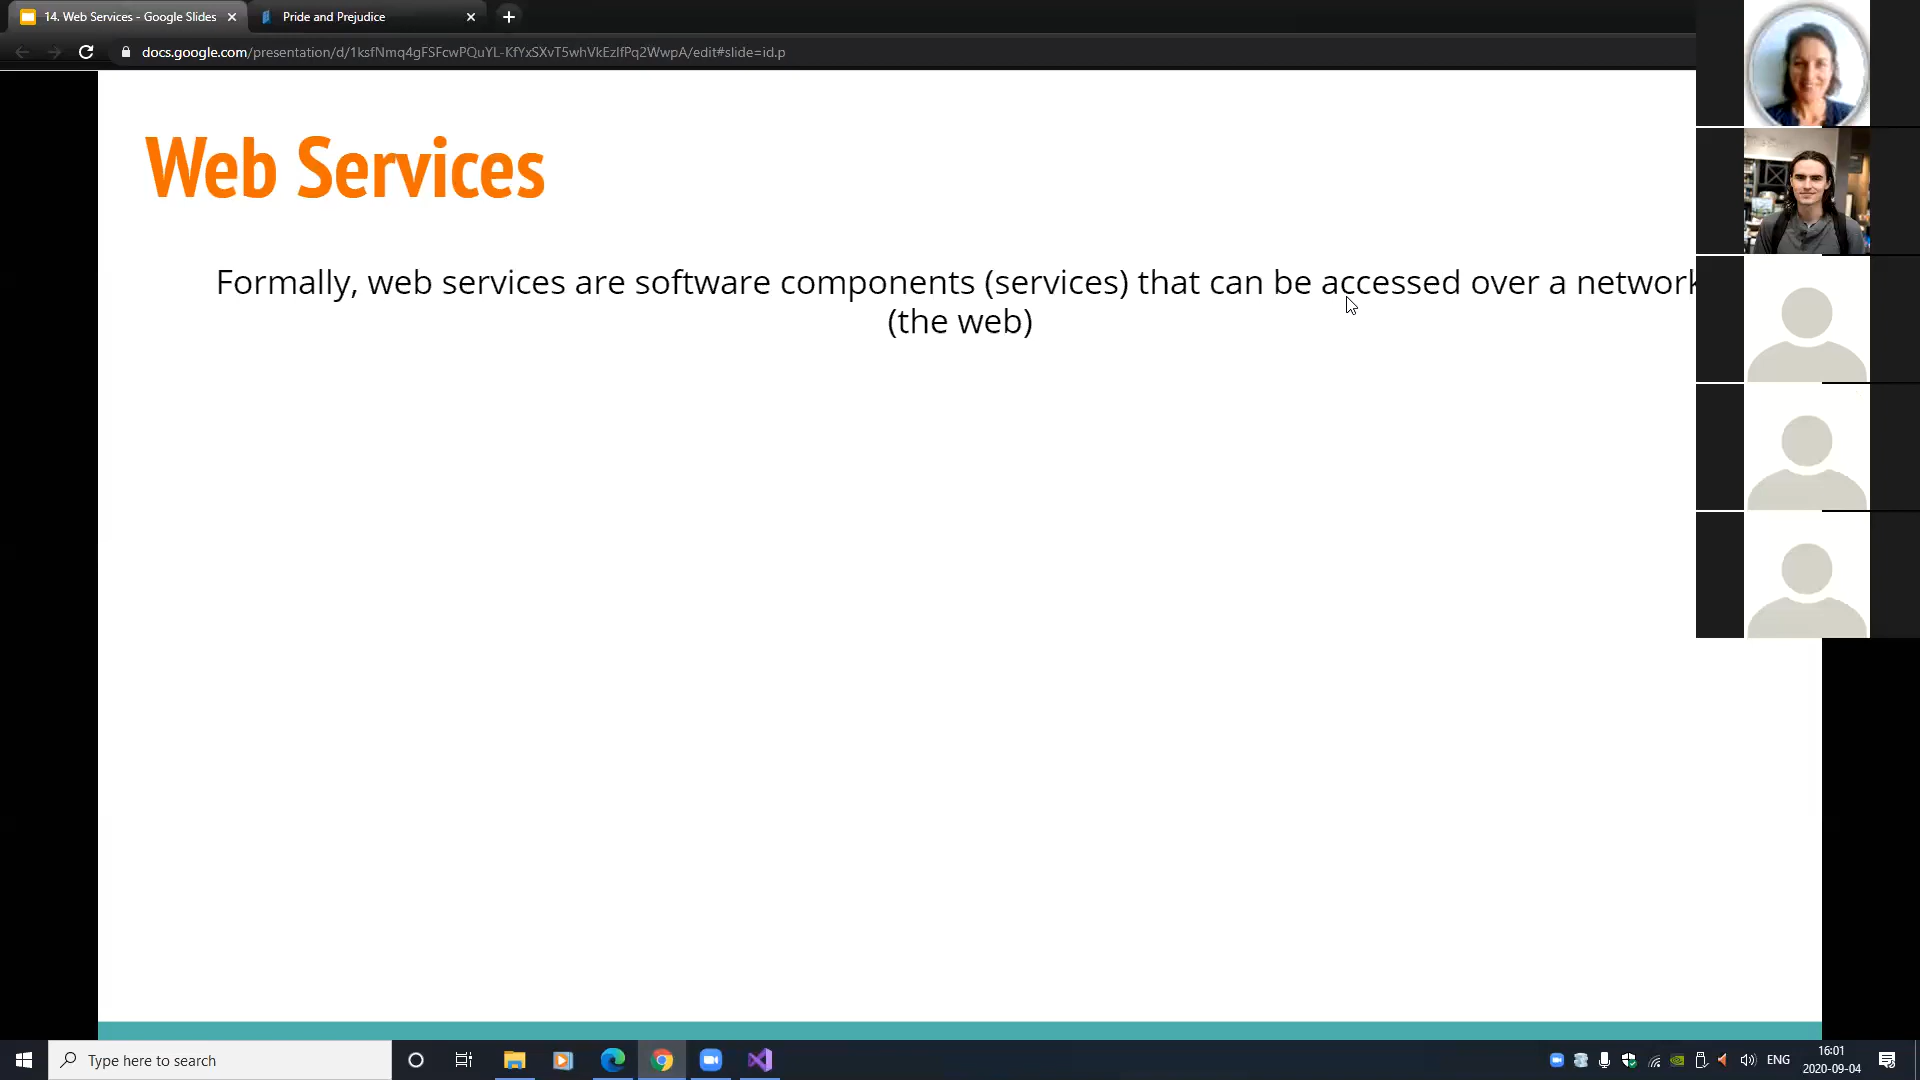 14. Web Services - Google Slides
Pride and Prejudice
docs.google.com/presentation/d/1ksfNmq4gFSFcwPQuYL-KfYxSXvT5whVkEzlfPq2WwpA/edit#slide=id.p
Web Services
Formally, web services are software components (services) that can be accessed over a network
(the web)
Type here to search
ENG
16:01
2020-09-04